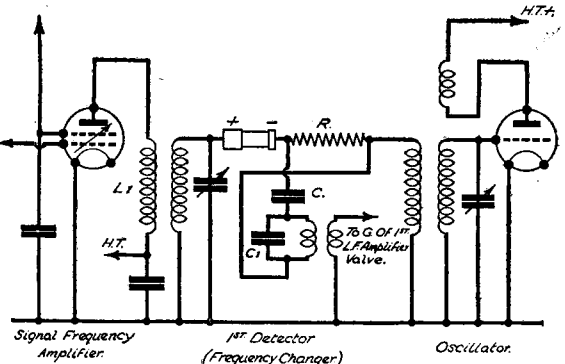 H.T.+.
+ -
R.
L1
C.
C1
H.T.
TO G. OF 1ST.
L.F. Amplifier
Valve.
Signal Frequency
Amplifier.
1ST. Detector
(Frequency Changer)
Oscillator.